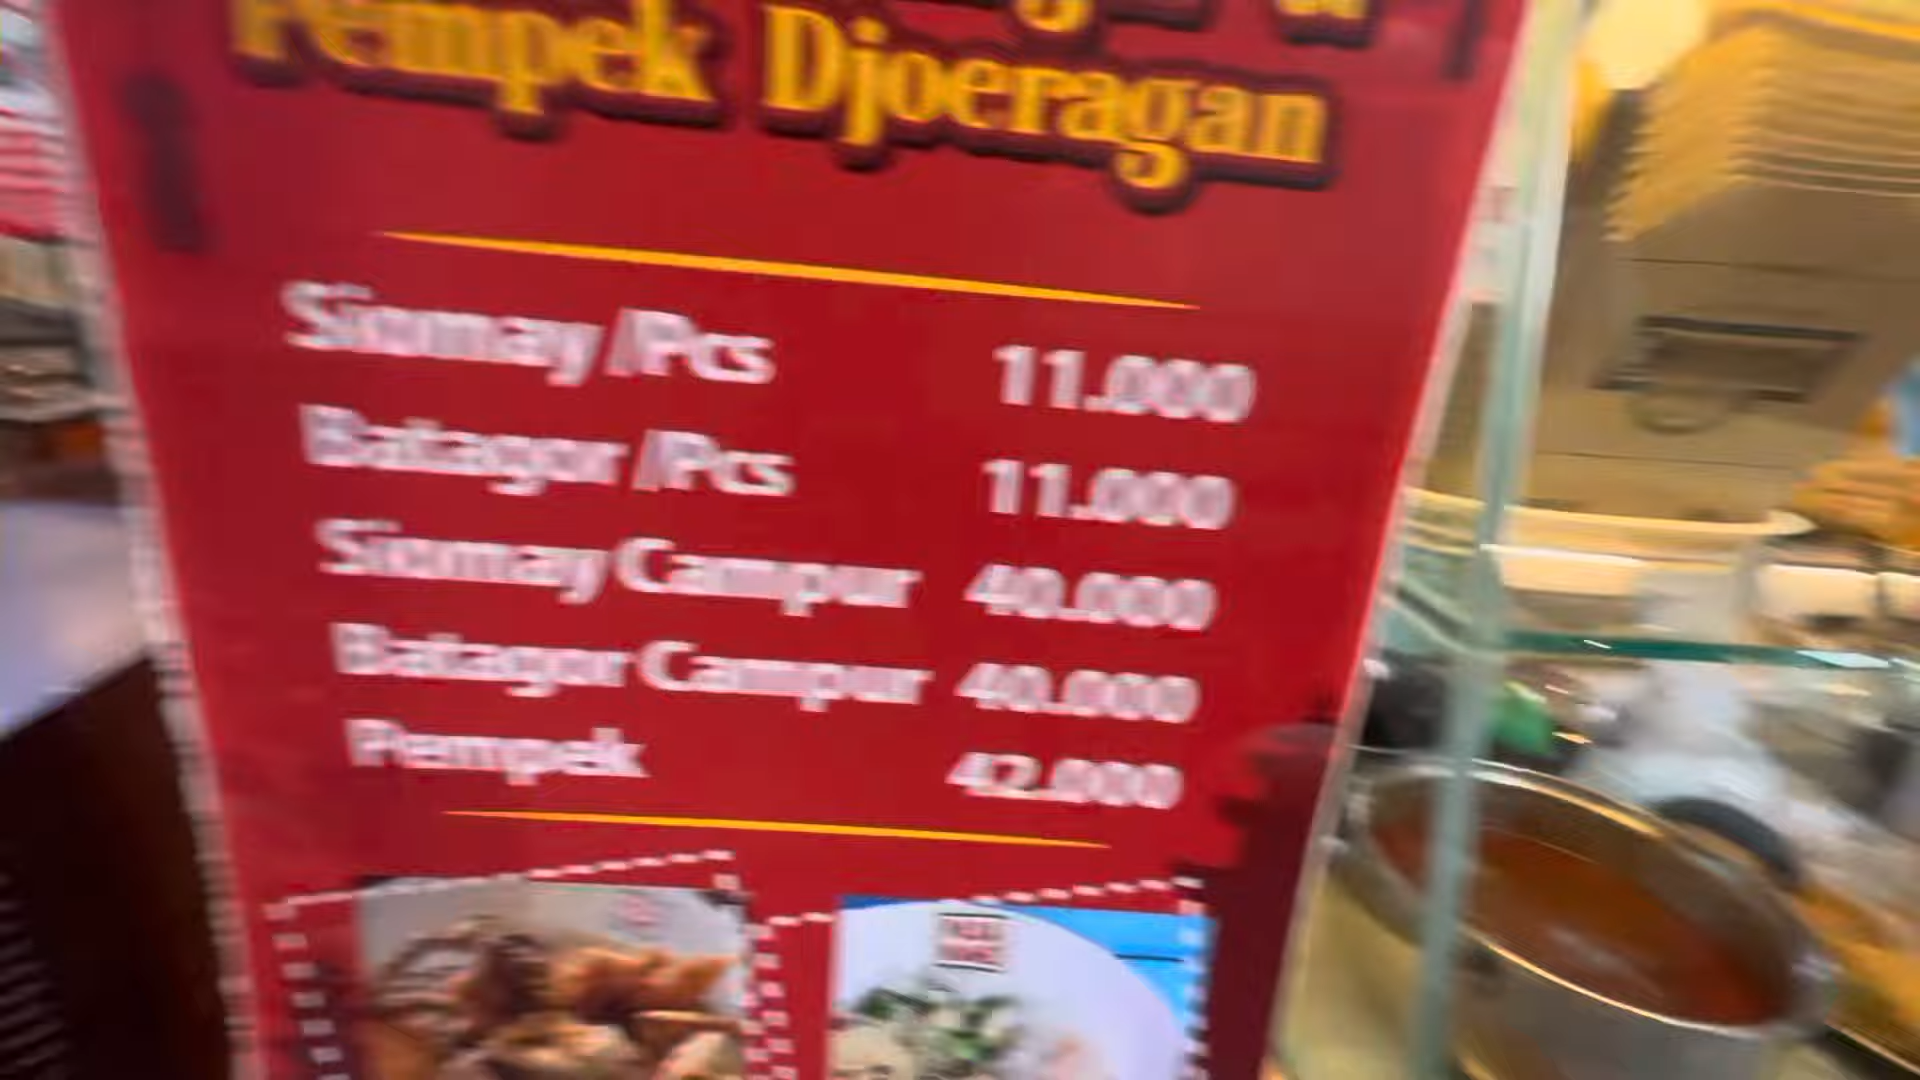 Pempek Djoeragan
Siomay /Pcs 11.000
Batagor /Pcs 11.000
Siomay Campur 40.000
Batagor Campur 40.000
Pempek 42.000